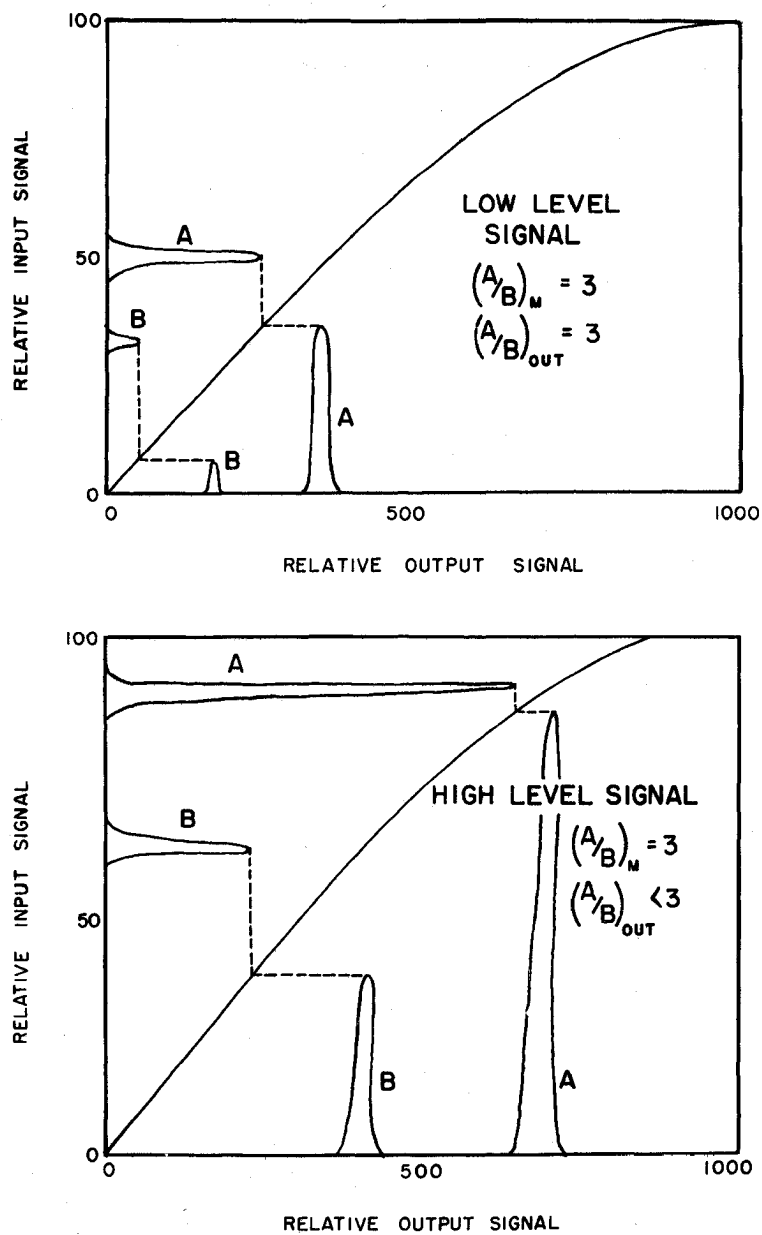 100
RELATIVE INPUT SIGNAL
A
50
B
LOW LEVEL
SIGNAL
(A/B)M = 3
(A/B)OUT = 3
A
B
0
0
500
1000
RELATIVE OUTPUT SIGNAL
100
A
RELATIVE INPUT SIGNAL
B
HIGH LEVEL SIGNAL
(A/B)M = 3
(A/B)OUT <3
50
B
A
0
0
500
1000
RELATIVE OUTPUT SIGNAL